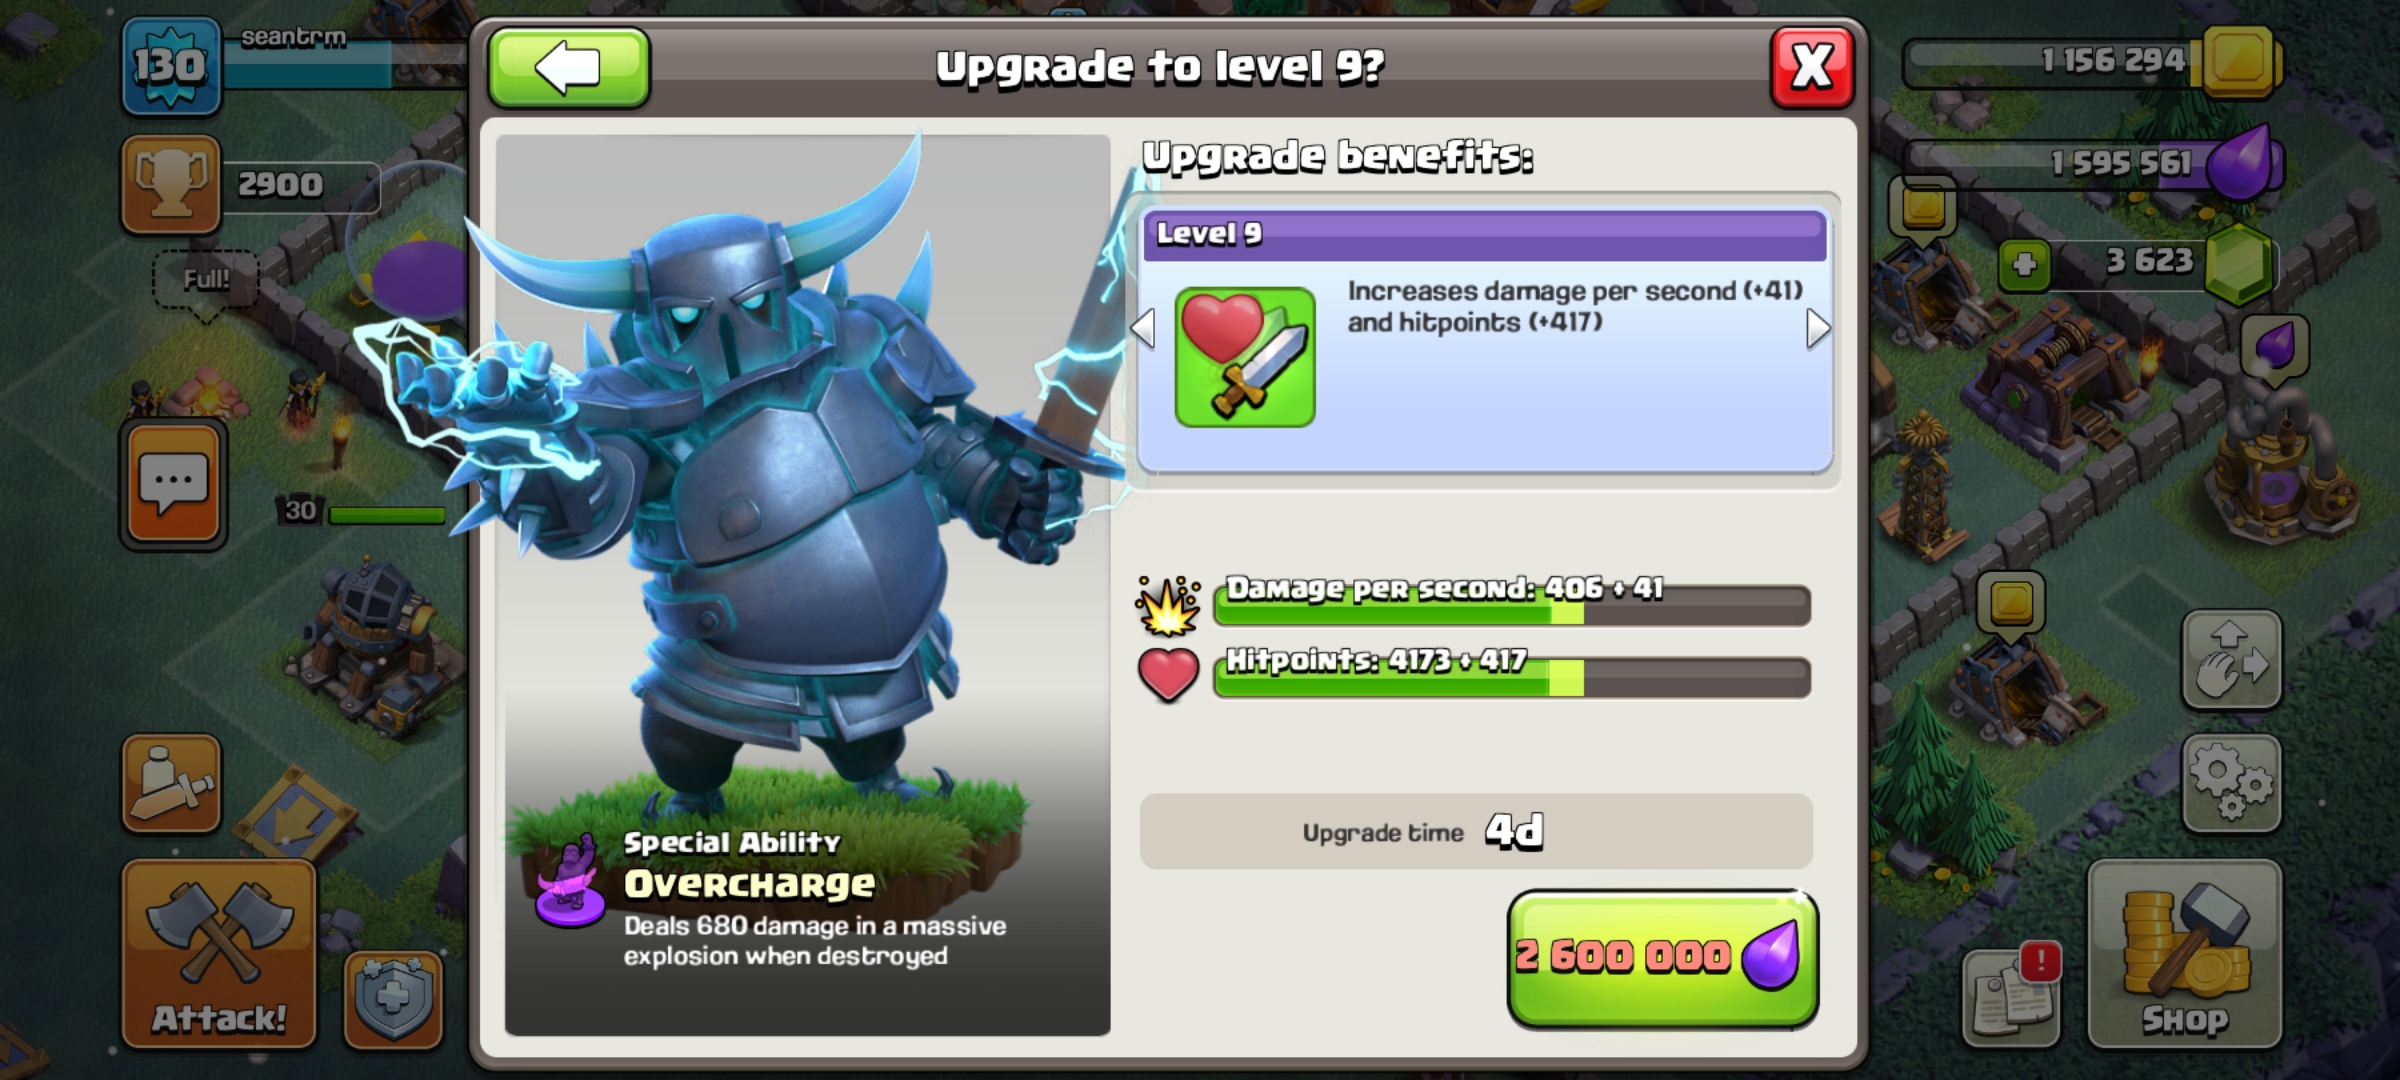 130
seantrm
2900
Full!
30
Attack!
Upgrade to level 9?
X
Special Ability
Overcharge
Deals 680 damage in a massive
explosion when destroyed
Upgrade benefits:
Level 9
Increases damage per second (+41)
and hitpoints (+417)
Damage per second: 406 + 41
Hitpoints: 4173 + 417
Upgrade time 4d
2 600 000
1 156 294
1 595 561
3 623
!
Shop